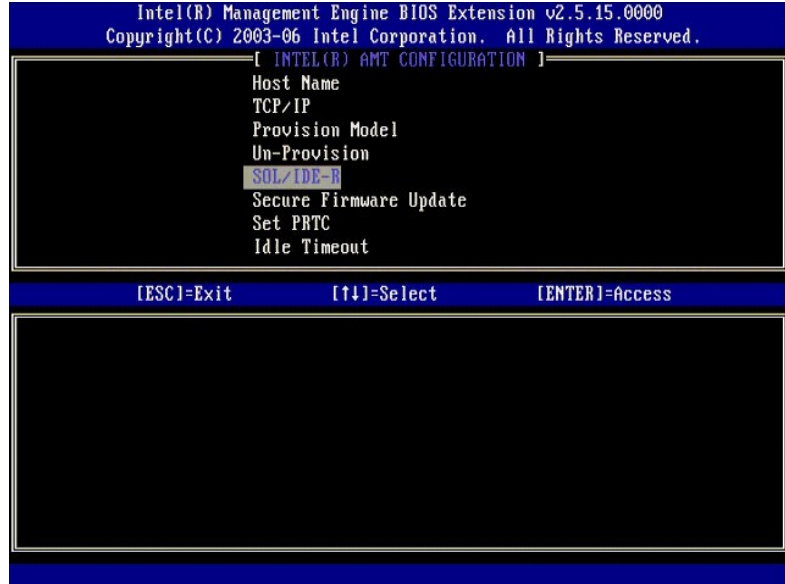 Intel(R) Management Engine BIOS Extension v2.5.15.0000
Copyright(C) 2003-06 Intel Corporation. All Rights Reserved.
[ INTEL(R) AMT CONFIGURATION ]
Host Name
TCP/IP
Provision Model
Un-Provision
SOL/IDE-R
Secure Firmware Update
Set PRTC
Idle Timeout
[ESC]=Exit [↑↓]=Select [ENTER]=Access